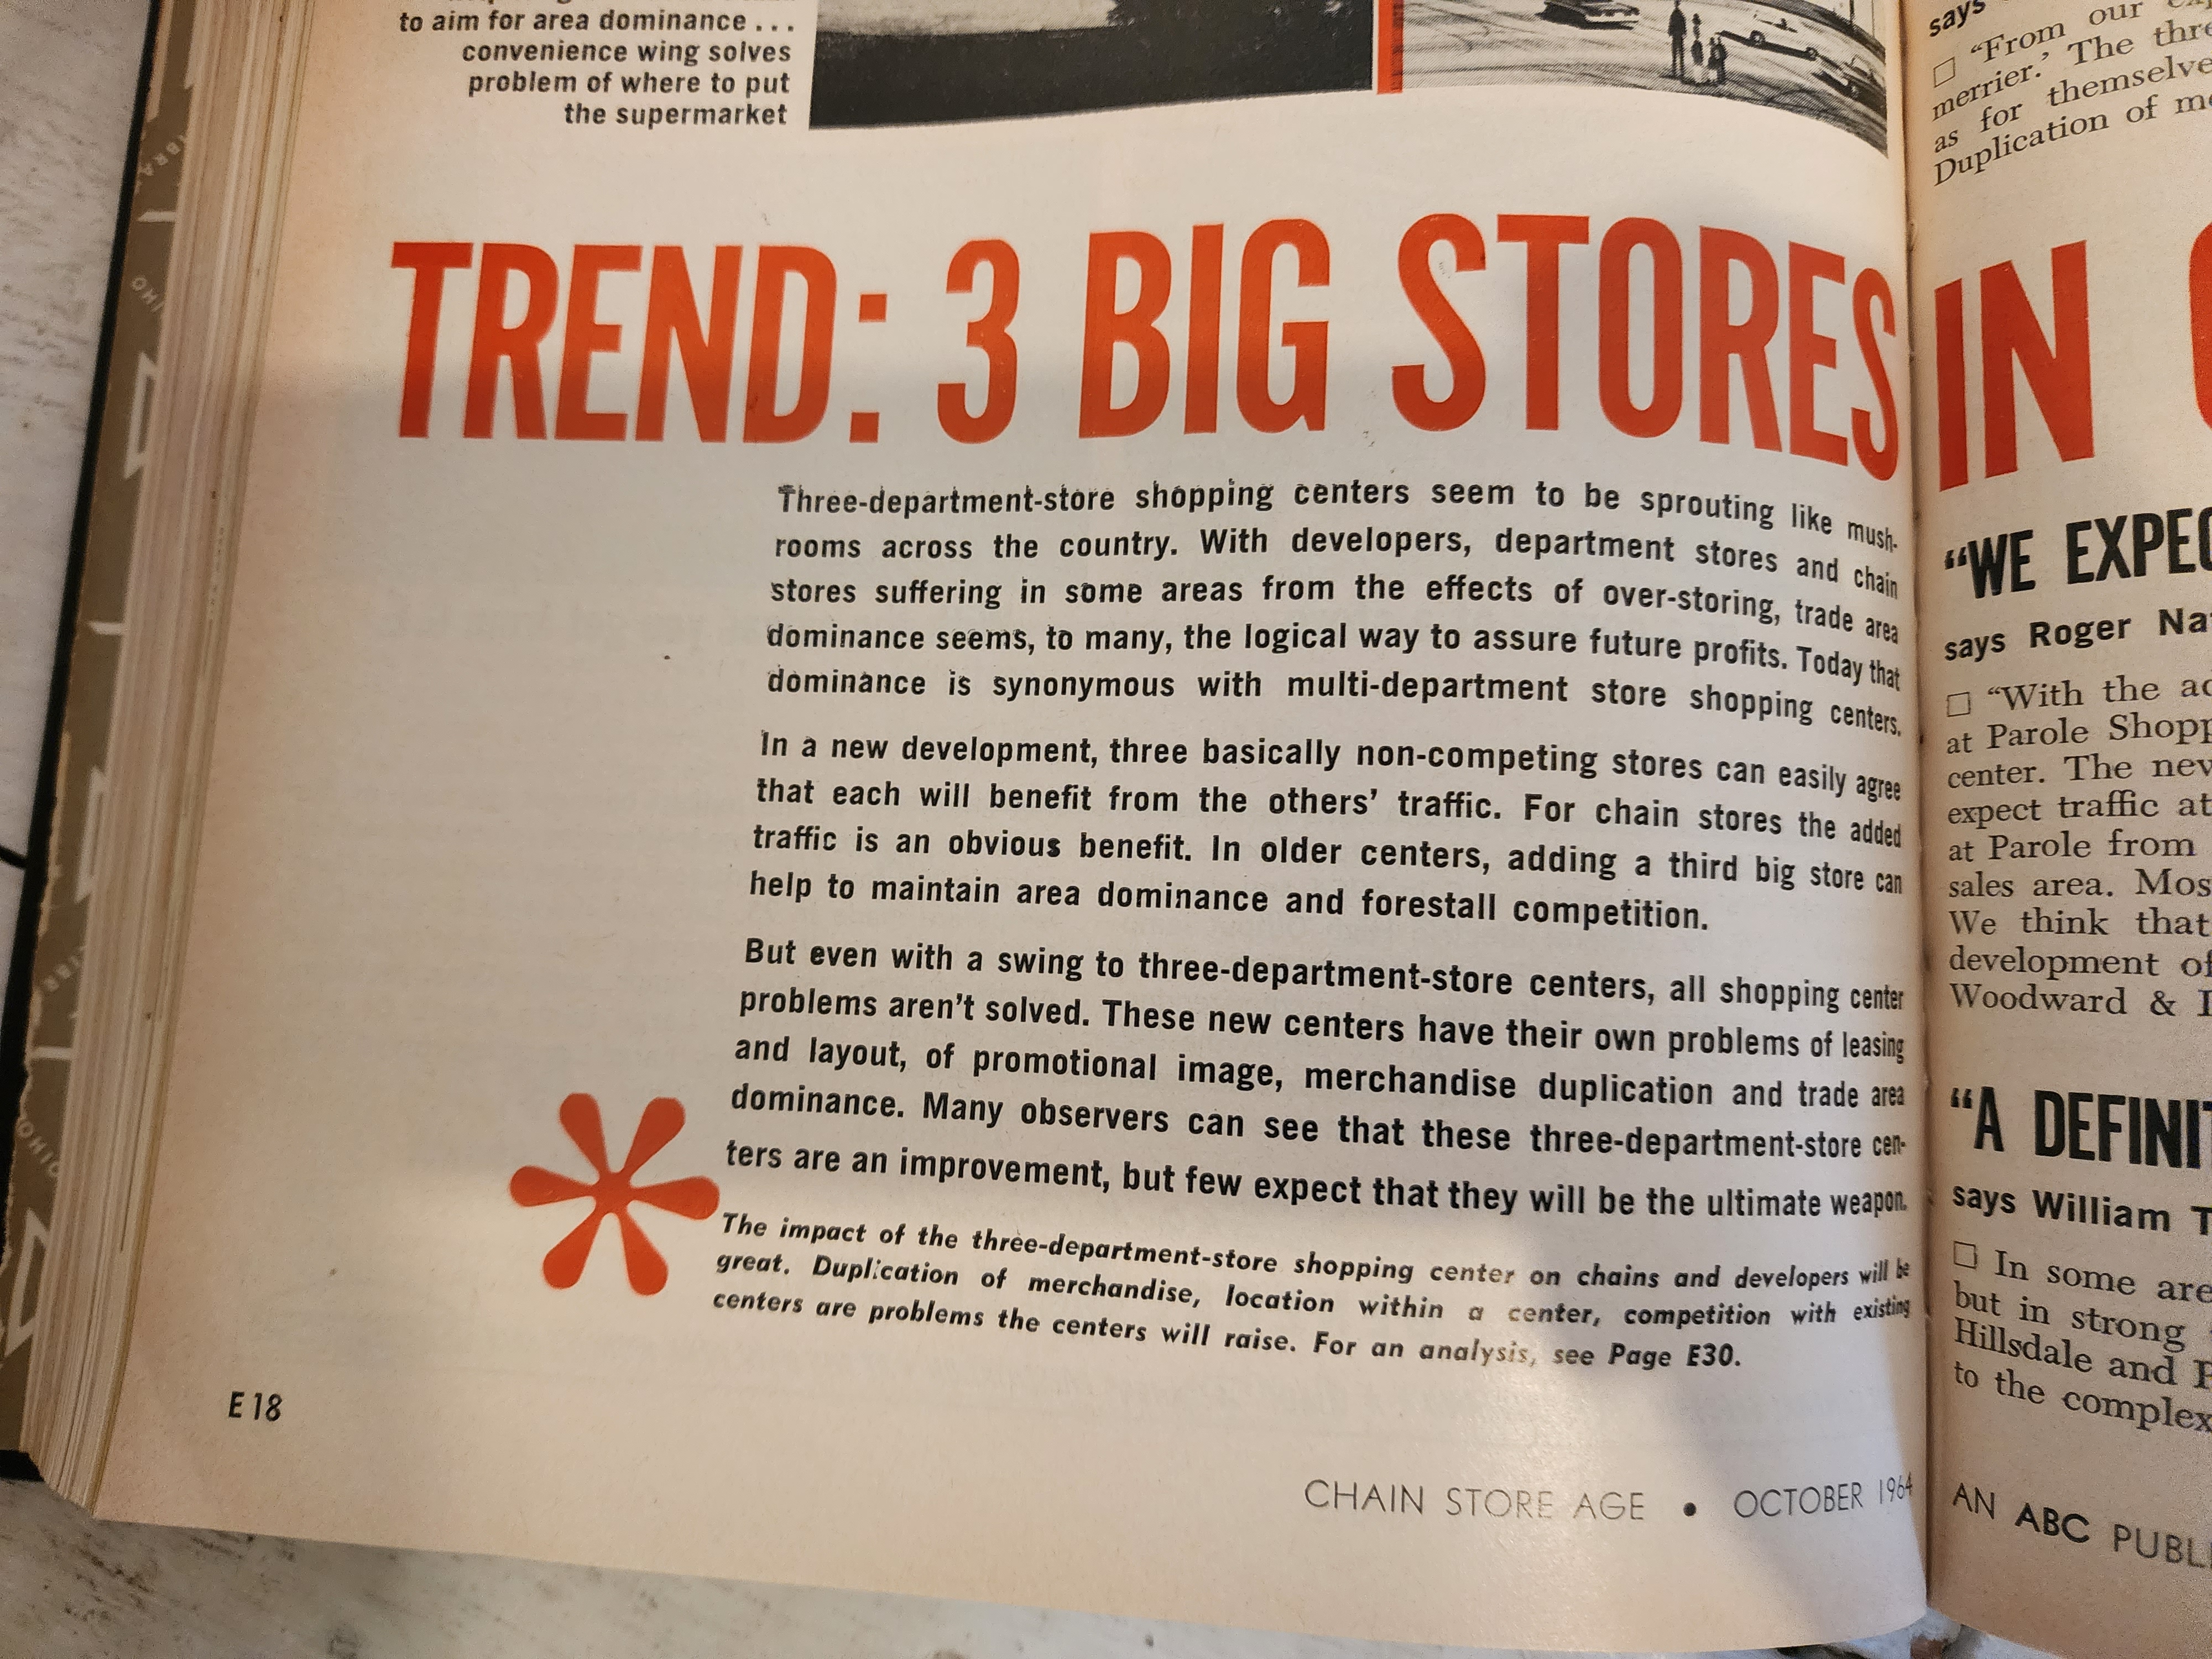 to aim for area dominance . . .
convenience wing solves
problem of where to put
the supermarket
TREND: 3 BIG STORES
Three-department-store shopping centers seem to be sprouting like mush-
rooms across the country. With developers, department stores and chain
stores suffering in some areas from the effects of over-storing, trade area
dominance seems, to many, the logical way to assure future profits. Today that
dominance is synonymous with multi-department store shopping centers.
In a new development, three basically non-competing stores can easily agree
that each will benefit from the others’ traffic. For chain stores the added
traffic is an obvious benefit. In older centers, adding a third big store can
help to maintain area dominance and forestall competition.
But even with a swing to three-department-store centers, all shopping center
problems aren’t solved. These new centers have their own problems of leasing
and layout, of promotional image, merchandise duplication and trade area
dominance. Many observers can see that these three-department-store cen-
ters are an improvement, but few expect that they will be the ultimate weapon.
* The impact of the three-department-store shopping center on chains and developers will be
great. Duplication of merchandise, location within a center, competition with existing
centers are problems the centers will raise. For an analysis, see Page E30.
E 18
CHAIN STORE AGE • OCTOBER 1964
says
□ “From our
merrier.’ The
as for
Duplication of
IN
“WE
says Roger
□ “With the
at Parole
center. The
expect traffic at
at Parole from
sales area.
We think that
development of
Woodward &
“A
says William
□ In some
but in strong
Hillsdale and
to the
AN ABC